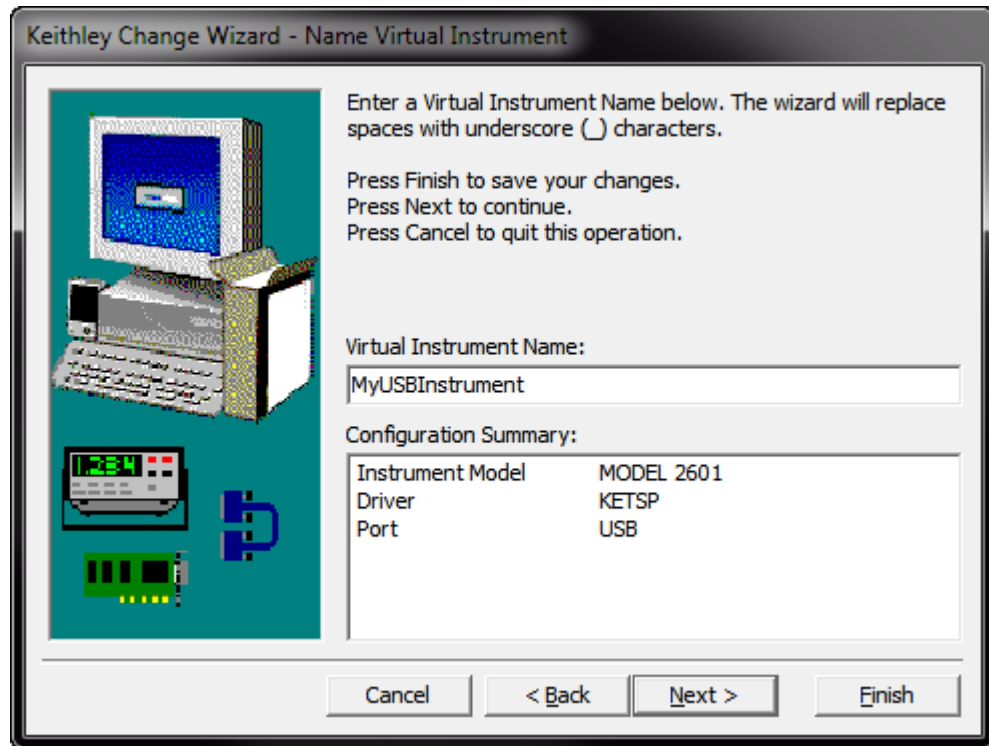 Keithley Change Wizard - Name Virtual Instrument
Enter a Virtual Instrument Name below. The wizard will replace
spaces with underscore (_) characters.
Press Finish to save your changes.
Press Next to continue.
Press Cancel to quit this operation.
Virtual Instrument Name:
MyUSBInstrument
Configuration Summary:
Instrument Model MODEL 2601
Driver KETSP
Port USB
1.234
Cancel < Back Next > Finish